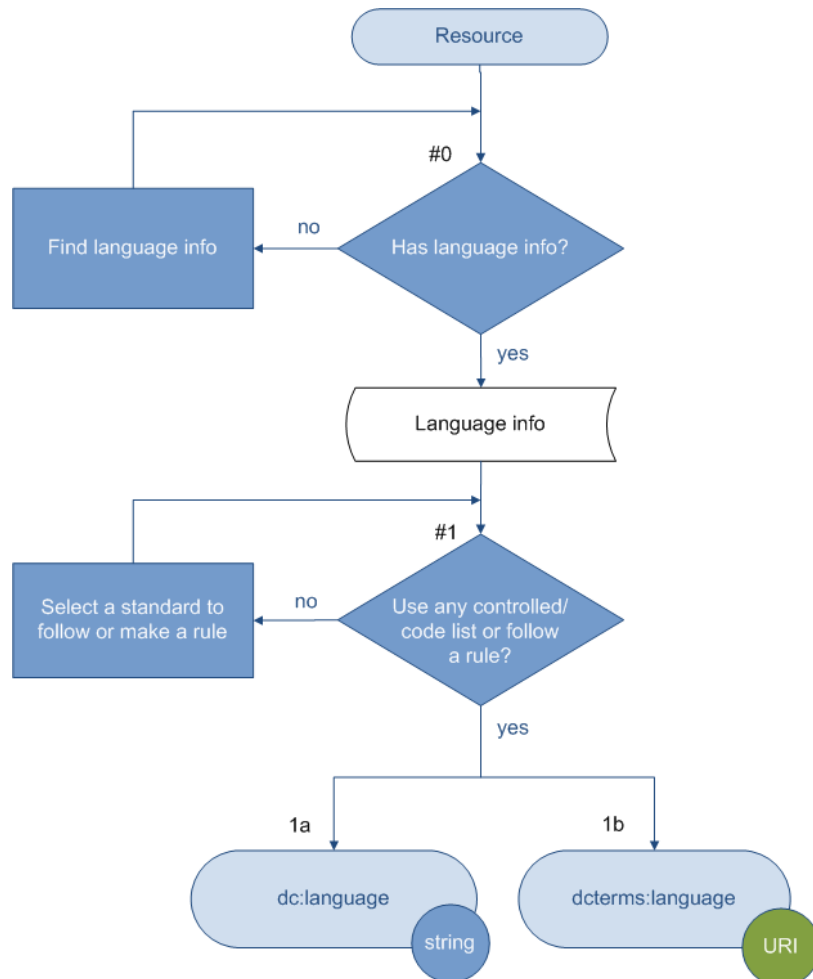 Resource
#0
Has language info?
no
Find language info
yes
Language info
#1
Use any controlled/
code list or follow
a rule?
no
Select a standard to
follow or make a rule
yes
1a
1b
dc:language
string
dcterms:language
URI